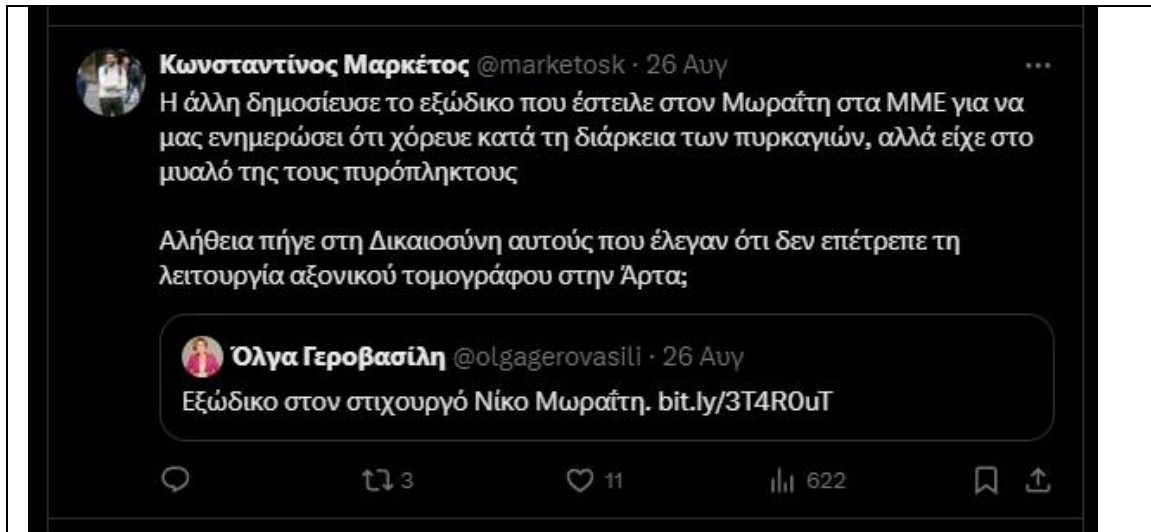 Κωνσταντίνος Μαρκέτος @marketosk · 26 Αυγ
Η άλλη δημοσίευσε το εξώδικο που έστειλε στον Μωραΐτη στα ΜΜΕ για να
μας ενημερώσει ότι χόρευε κατά τη διάρκεια των πυρκαγιών, αλλά είχε στο
μυαλό της τους πυρόπληκτους
Αλήθεια πήγε στη Δικαιοσύνη αυτούς που έλεγαν ότι δεν επέτρεπε τη
λειτουργία αξονικού τομογράφου στην Άρτα;
Όλγα Γεροβασίλη @olgagerovasili · 26 Αυγ
Εξώδικο στον στιχουργό Νίκο Μωραΐτη. bit.ly/3T4R0uT
3 11 622